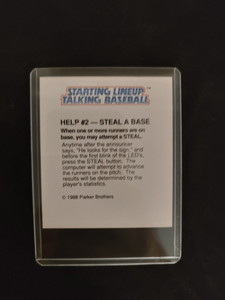 STARTING LINEUP
TALKING BASEBALL
HELP #2 — STEAL A BASE
When one or more runners are on
base, you may attempt a STEAL.
Anytime after the announcer
says, "He looks for the sign," and
before the first blink of the LED's,
press the STEAL button. The
computer will attempt to advance
the runners on the pitch. The
results will be determined by the
player's statistics.
© 1988 Parker Brothers